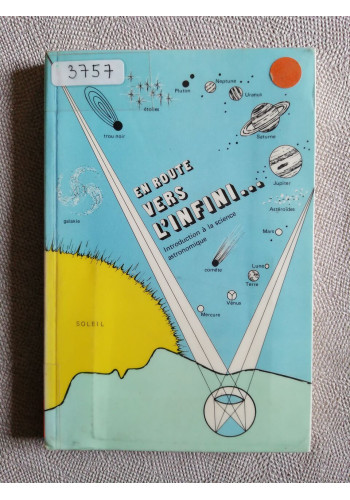 3757
étoiles
Pluton
Neptune
Uranus
trou noir
Saturne
EN ROUTE
VERS
L'INFINI...
Introduction à la science
astronomique
Jupiter
Astéroïdes
galaxie
Mars
comète
Lune
Terre
Vénus
Mercure
SOLEIL